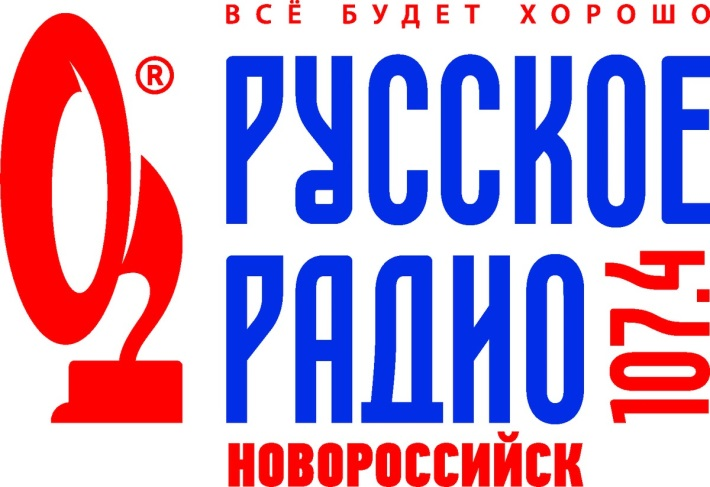 ВСЁ БУДЕТ ХОРОШО
®
РУССКОЕ
РАДИО
107.4
НОВОРОССИЙСК